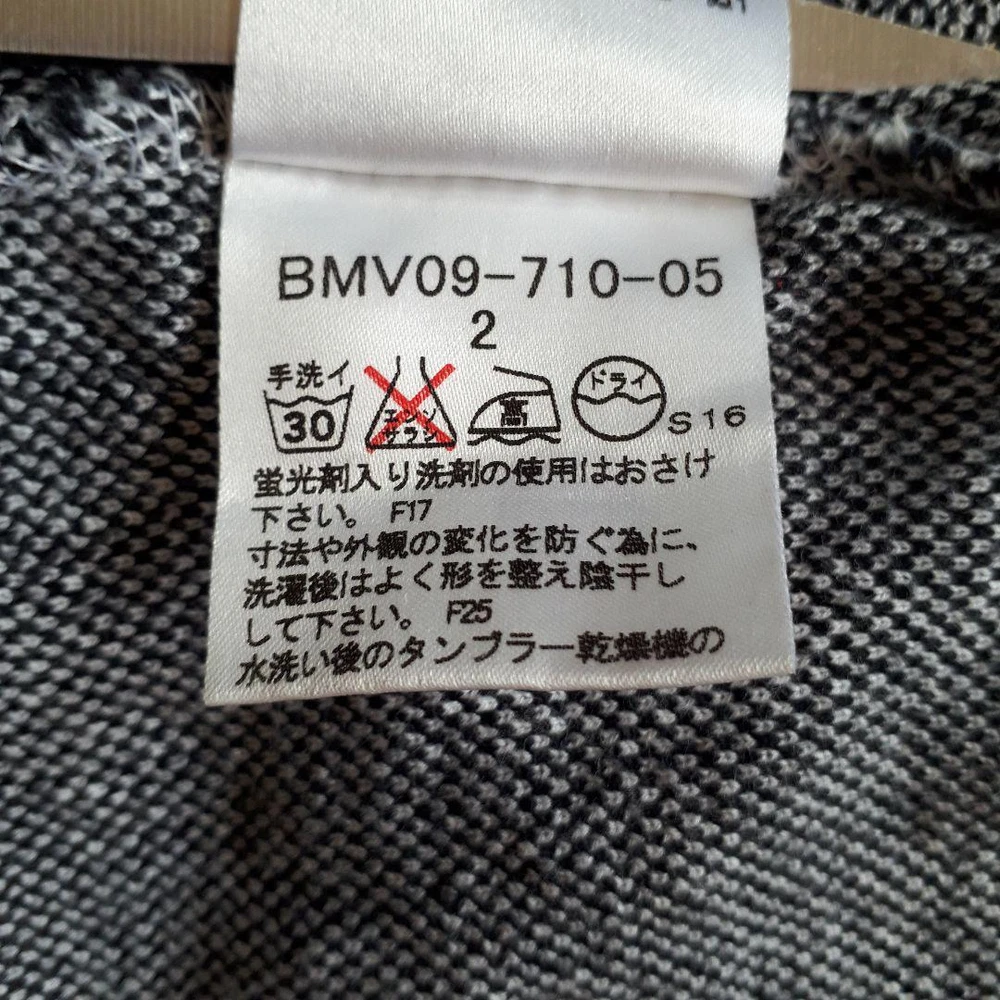 BMV09-710-05
2
手洗イ
30
エンソ
サラシ
高
ドライ
S16
蛍光剤入り洗剤の使用はおさけ
下さい。 F17
寸法や外観の変化を防ぐ為に、
洗濯後はよく形を整え陰干し
して下さい。 F25
水洗い後のタンブラー乾燥機の